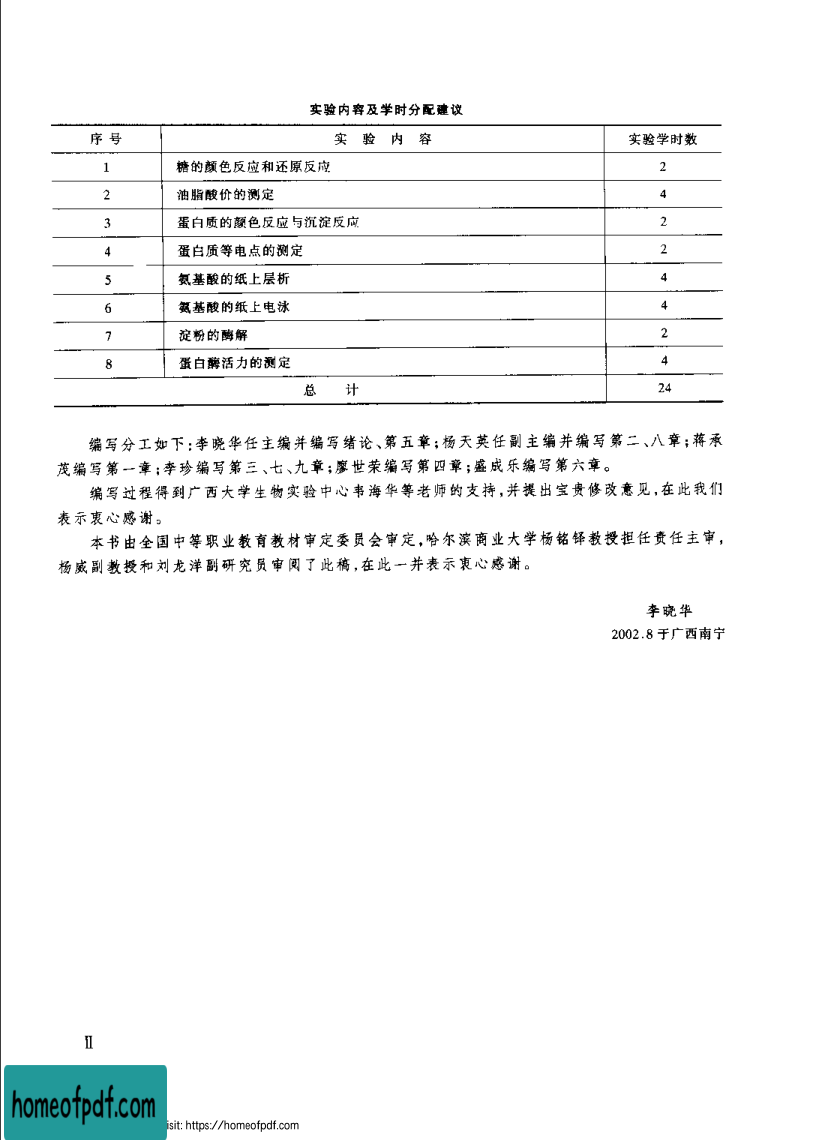 实验内容及学时分配建议
序号 实验内容 实验学时数
1 糖的颜色反应和还原反应 2
2 油脂酸价的测定 4
3 蛋白质的颜色反应与沉淀反应 2
4 蛋白质等电点的测定 2
5 氨基酸的纸上层析 4
6 氨基酸的纸上电泳 4
7 淀粉的酶解 2
8 蛋白酶活力的测定 4
总计 24
编写分工如下:李晓华任主编并编写绪论、第五章;杨天英任副主编并编写第二、八章;蒋承
茂编写第一章;李珍编写第三、七、九章;廖世荣编写第四章;盛成乐编写第六章。
编写过程得到广西大学生物实验中心韦海华等老师的支持,并提出宝贵修改意见,在此我们
表示衷心感谢。
本书由全国中等职业教育教材审定委员会审定,哈尔滨商业大学杨铭铎教授担任责任主审,
杨威副教授和刘龙洋副研究员审阅了此稿,在此一并表示衷心感谢。
李晓华
2002.8于广西南宁
II
homeofpdf.com
isit: https://homeofpdf.com